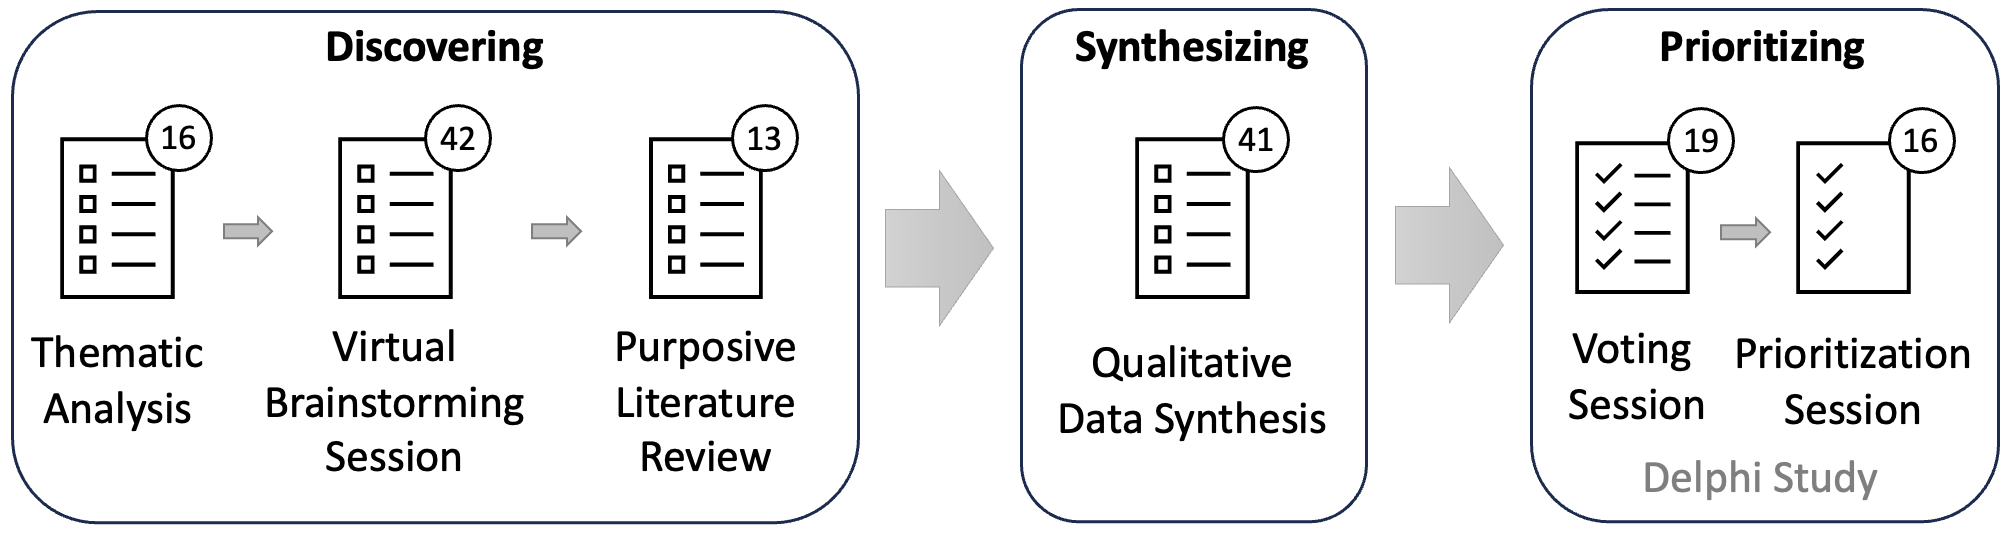 Discovering
16
Thematic
Analysis
42
Virtual
Brainstorming
Session
13
Purposive
Literature
Review
Synthesizing
41
Qualitative
Data Synthesis
Prioritizing
19
Voting
Session
16
Prioritization
Session
Delphi Study